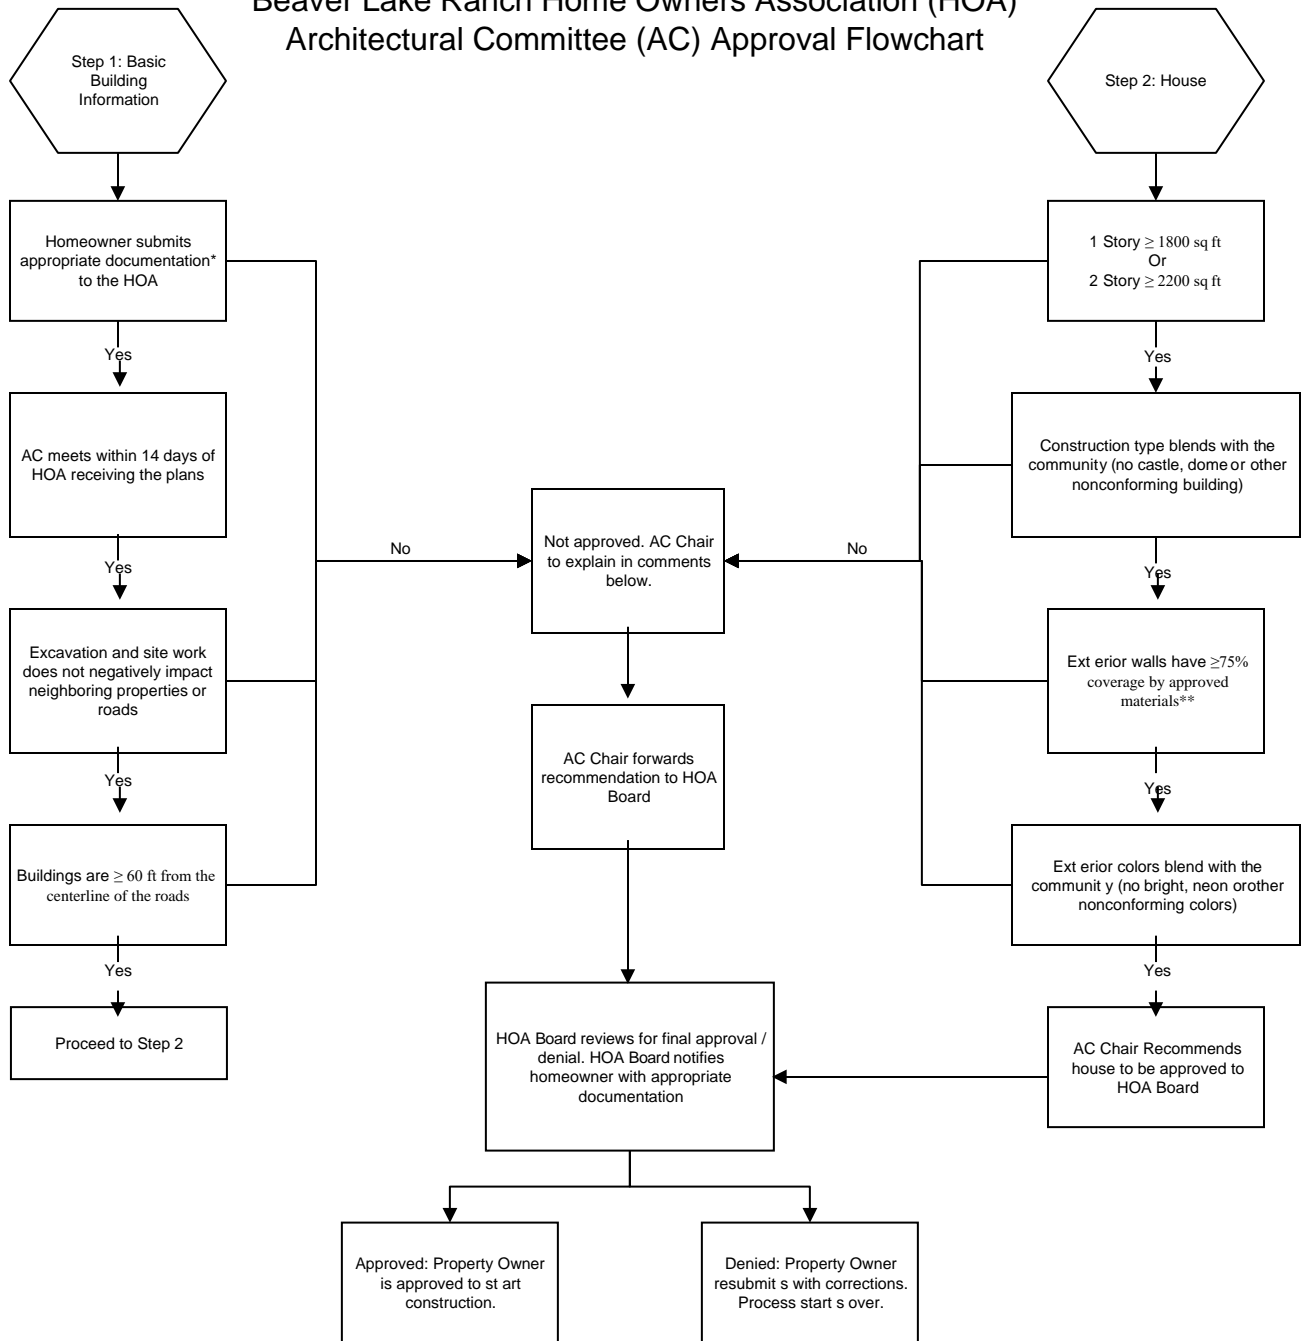 Beaver Lake Ranch Home Owners Association (HOA)
Architectural Committee (AC) Approval Flowchart
Step 1: Basic
Building
Information
Homeowner submits
appropriate documentation*
to the HOA
Yes
AC meets within 14 days of
HOA receiving the plans
Yes
Excavation and site work
does not negatively impact
neighboring properties or
roads
Yes
Buildings are ≥ 60 ft from the
centerline of the roads
Yes
Proceed to Step 2
No
Not approved. AC Chair
to explain in comments
below.
No
AC Chair forwards
recommendation to HOA
Board
HOA Board reviews for final approval /
denial. HOA Board notifies
homeowner with appropriate
documentation
Approved: Property Owner
is approved to st art
construction.
Denied: Property Owner
resubmit s with corrections.
Process start s over.
Step 2: House
1 Story ≥ 1800 sq ft
Or
2 Story ≥ 2200 sq ft
Yes
Construction type blends with the
community (no castle, dome or other
nonconforming building)
Yes
Ext erior walls have ≥75%
coverage by approved
materials**
Yes
Ext erior colors blend with the
communit y (no bright, neon orother
nonconforming colors)
Yes
AC Chair Recommends
house to be approved to
HOA Board